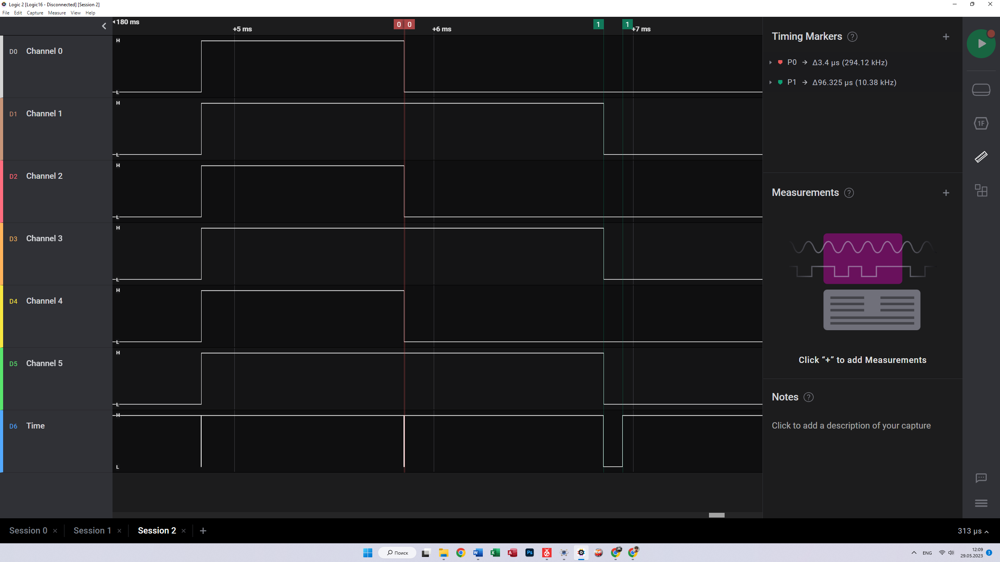 Logic 2 [Logic16 - Disconnected] [Session 2]
File Edit Capture Measure View Help
180 ms
+5 ms
0 0
+6 ms
1
1
+7 ms
D0 Channel 0
H
L
D1 Channel 1
H
L
D2 Channel 2
H
L
D3 Channel 3
H
L
D4 Channel 4
H
L
D5 Channel 5
H
L
D6 Time
H
L
Timing Markers ?
P0 → Δ3.4 μs (294.12 kHz)
P1 → Δ96.325 μs (10.38 kHz)
1F
Measurements ?
Click “+” to add Measurements
Notes ?
Click to add a description of your capture
Session 0 × Session 1 × Session 2 × +
313 μs
Поиск
W
X
A
Ps
ENG
12:09
29.05.2023
3